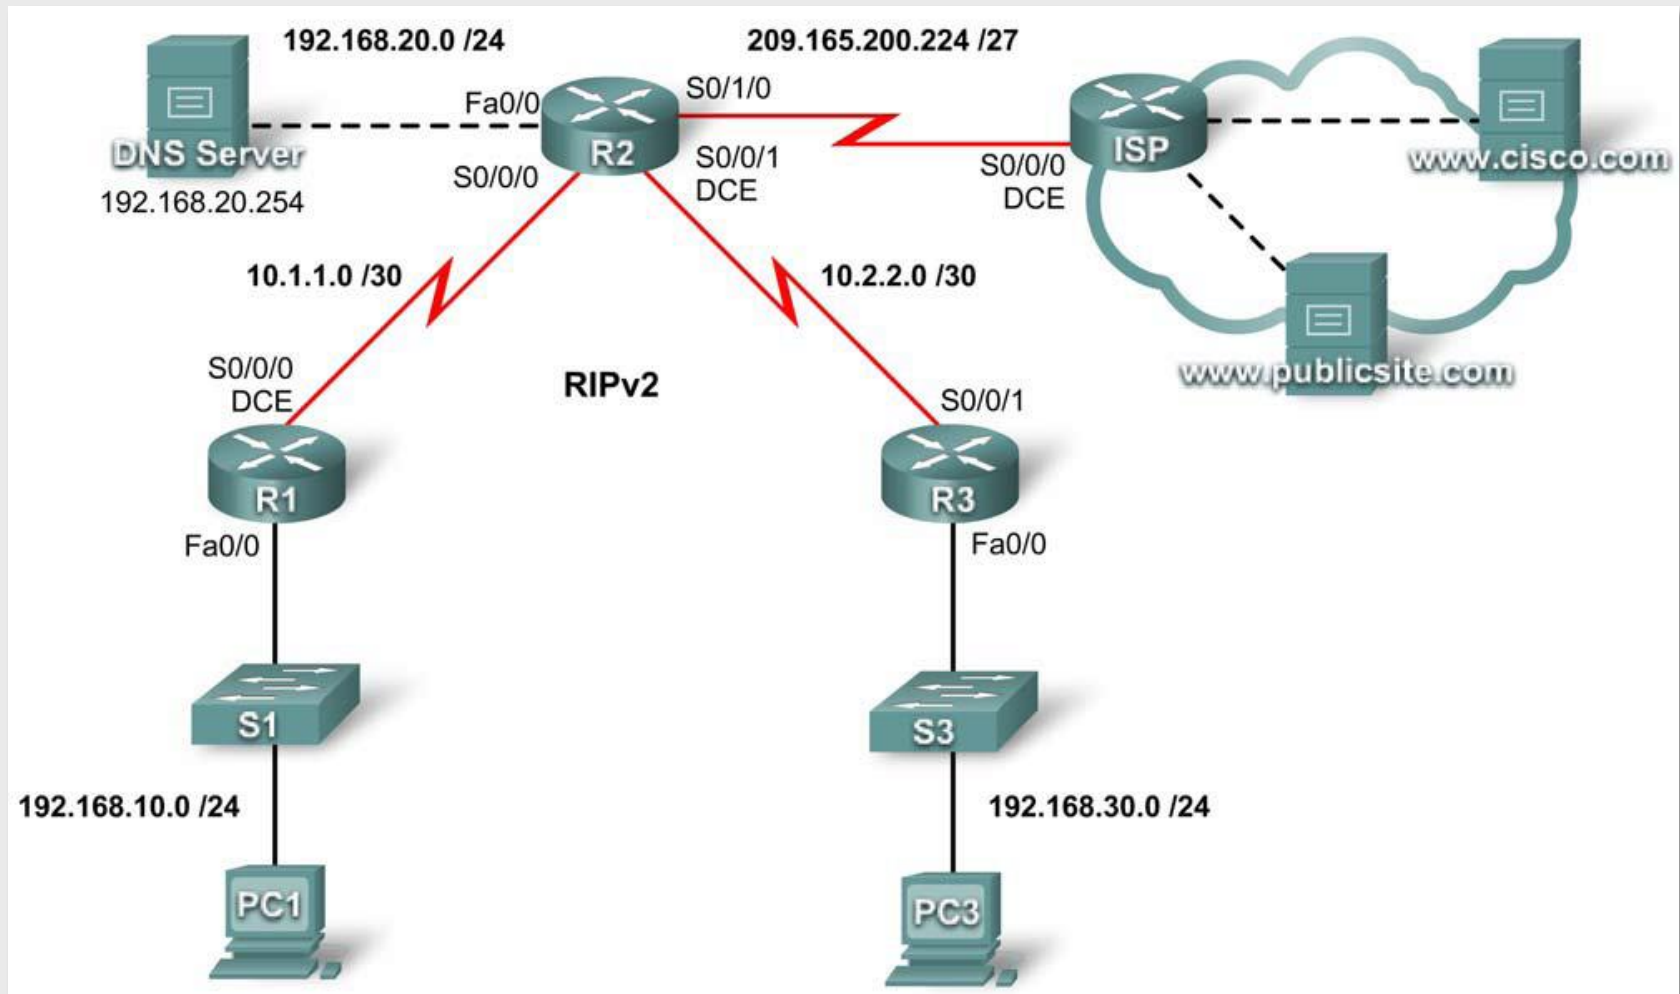 192.168.20.0 /24
209.165.200.224 /27
DNS Server
192.168.20.254
Fa0/0
R2
S0/1/0
S0/0/0
S0/0/1
DCE
S0/0/0
DCE
ISP
www.cisco.com
www.publicsite.com
10.1.1.0 /30
10.2.2.0 /30
RIPv2
S0/0/0
DCE
R1
Fa0/0
S0/0/1
R3
Fa0/0
S1
S3
192.168.10.0 /24
192.168.30.0 /24
PC1
PC3